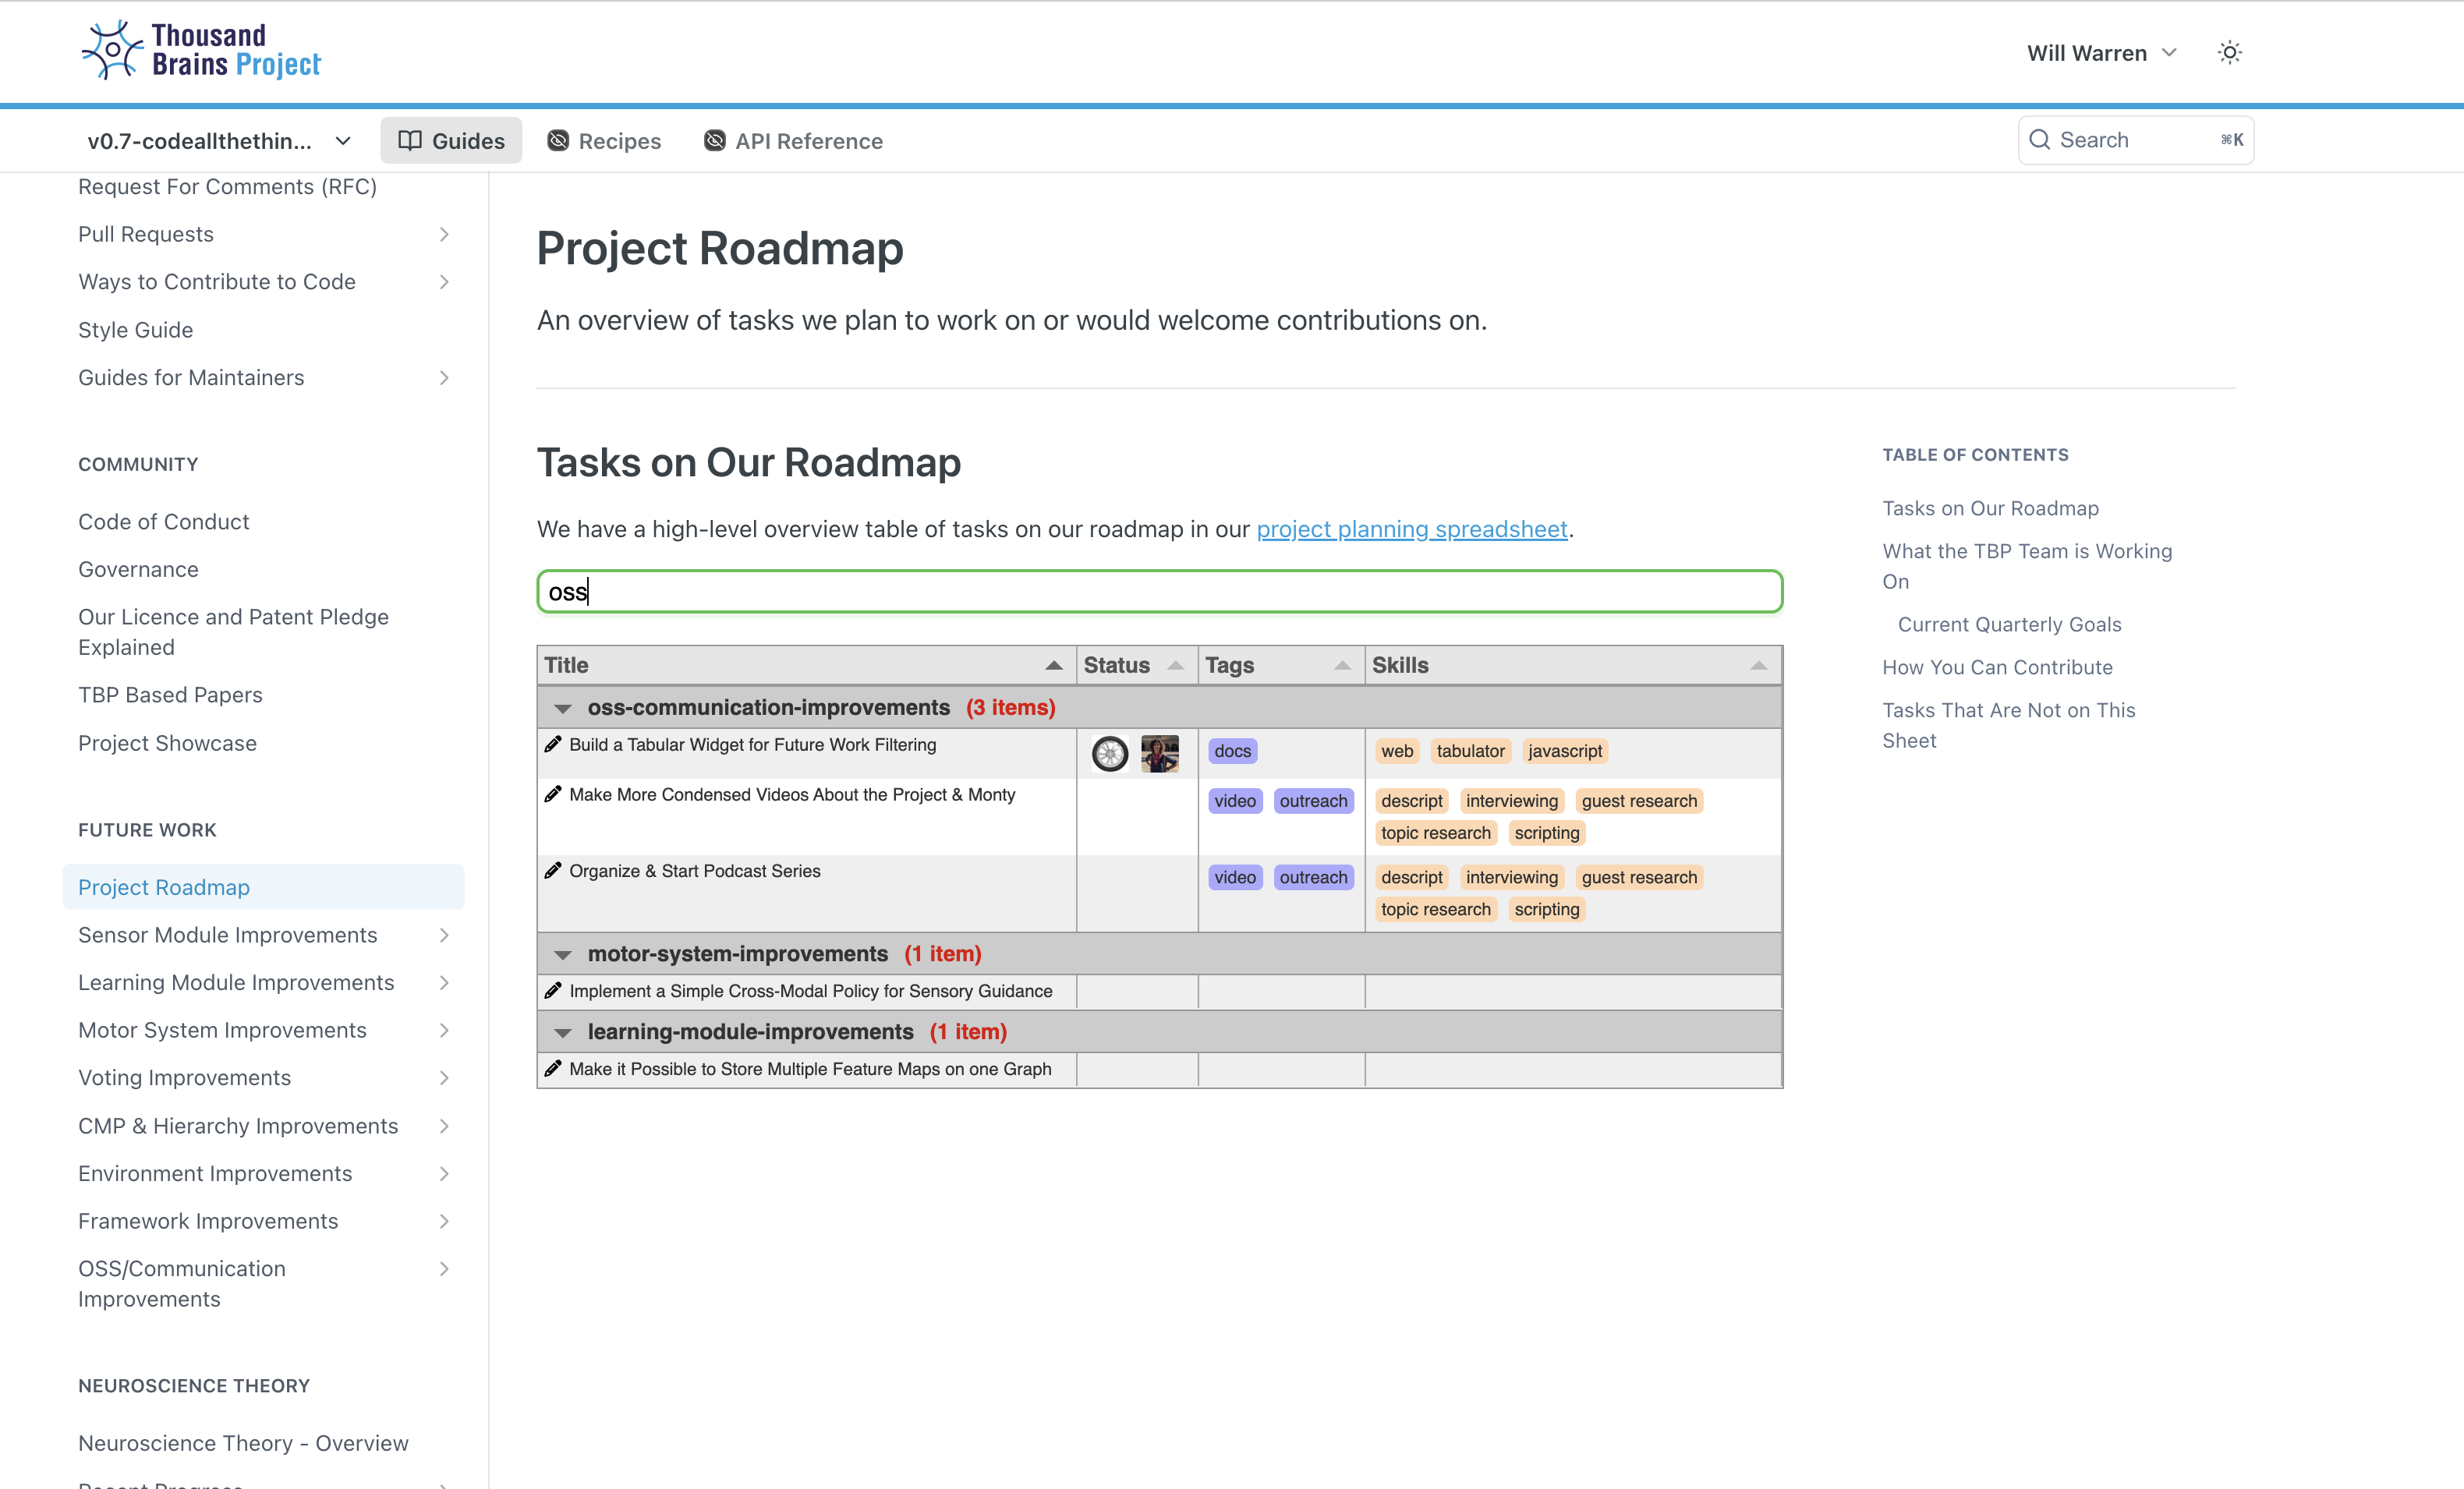 Thousand
Brains Project
Will Warren
v0.7-codeallthethin...
Guides
Recipes
API Reference
Search
⌘K
Request For Comments (RFC)
Pull Requests
Ways to Contribute to Code
Style Guide
Guides for Maintainers
COMMUNITY
Code of Conduct
Governance
Our Licence and Patent Pledge
Explained
TBP Based Papers
Project Showcase
FUTURE WORK
Project Roadmap
Sensor Module Improvements
Learning Module Improvements
Motor System Improvements
Voting Improvements
CMP & Hierarchy Improvements
Environment Improvements
Framework Improvements
OSS/Communication
Improvements
NEUROSCIENCE THEORY
Neuroscience Theory - Overview
Recent Progress
Project Roadmap
An overview of tasks we plan to work on or would welcome contributions on.
Tasks on Our Roadmap
We have a high-level overview table of tasks on our roadmap in our project planning spreadsheet.
oss
Title Status Tags Skills
oss-communication-improvements (3 items)
Build a Tabular Widget for Future Work Filtering docs web tabulator javascript
Make More Condensed Videos About the Project & Monty video outreach descript interviewing guest research
topic research scripting
Organize & Start Podcast Series video outreach descript interviewing guest research
topic research scripting
motor-system-improvements (1 item)
Implement a Simple Cross-Modal Policy for Sensory Guidance
learning-module-improvements (1 item)
Make it Possible to Store Multiple Feature Maps on one Graph
TABLE OF CONTENTS
Tasks on Our Roadmap
What the TBP Team is Working
On
Current Quarterly Goals
How You Can Contribute
Tasks That Are Not on This
Sheet